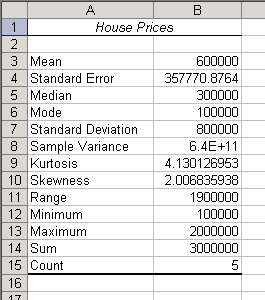 A B
1 House Prices
2
3 Mean 600000
4 Standard Error 357770.8764
5 Median 300000
6 Mode 100000
7 Standard Deviation 800000
8 Sample Variance 6.4E+11
9 Kurtosis 4.130126953
10 Skewness 2.006835938
11 Range 1900000
12 Minimum 100000
13 Maximum 2000000
14 Sum 3000000
15 Count 5
16